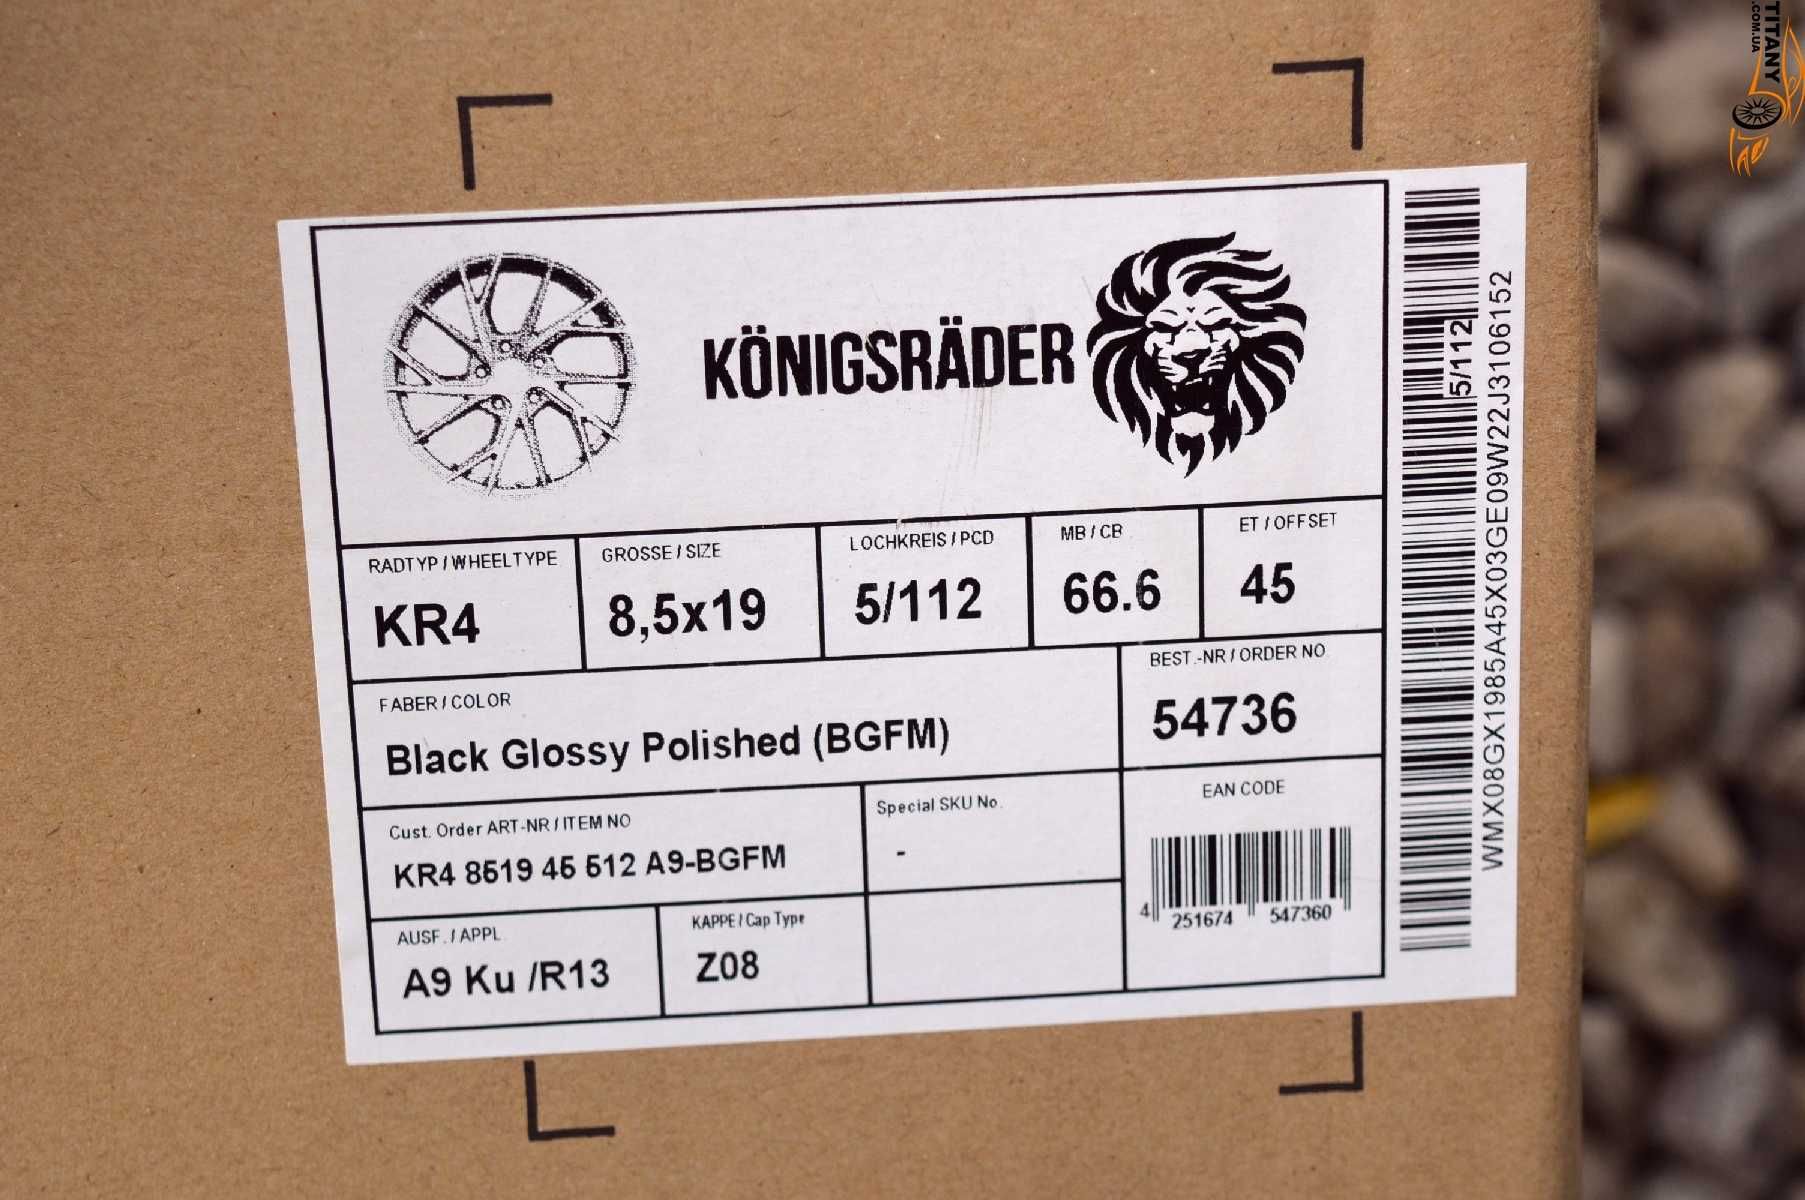 TITANY
.COM.UA
KÖNIGSRÄDER
RADTYP / WHEELTYPE
KR4
GROSSE / SIZE
8,5x19
LOCHKREIS / PCD
5/112
MB / CB
66.6
ET / OFFSET
45
FABER / COLOR
Black Glossy Polished (BGFM)
BEST.-NR / ORDER NO
54736
Cust. Order ART-NR / ITEM NO
KR4 8519 45 512 A9-BGFM
Special SKU No.
-
EAN CODE
4 251674 547360
AUSF. / APPL
A9 Ku /R13
KAPPE / Cap Type
Z08
5/112
WMX08GX1985A45X03GE09W22J3106152